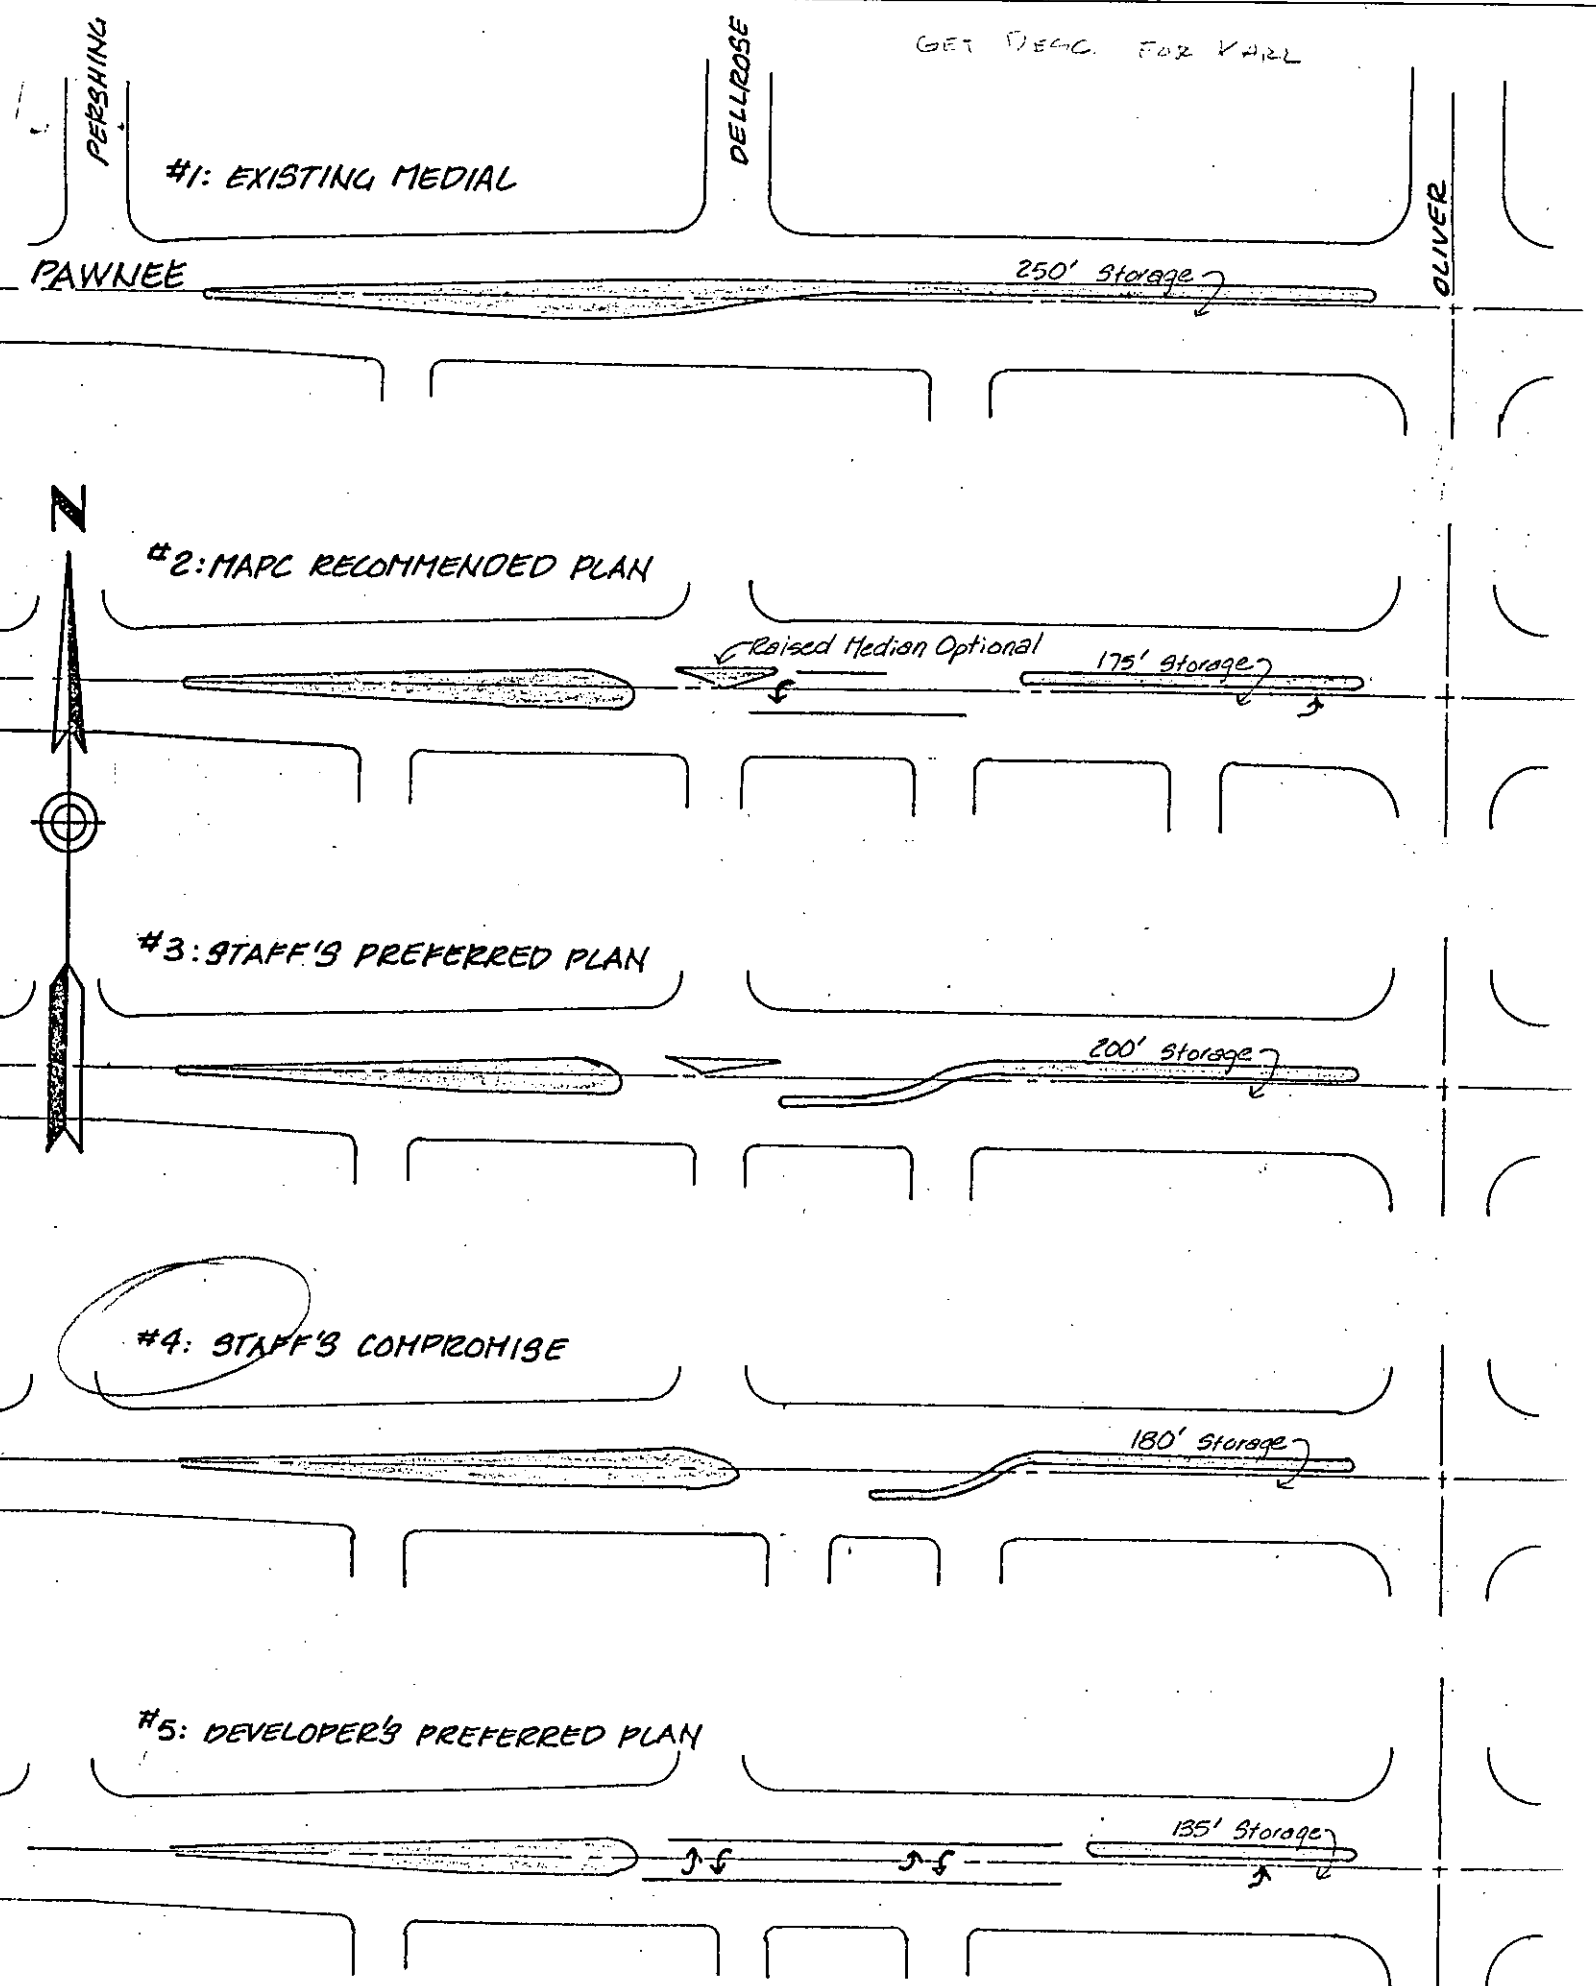 PERSHING
DELLROSE
GET DESC. FOR KARL
#1: EXISTING MEDIAL
OLIVER
PAWNEE
250' Storage
N
#2: MAPC RECOMMENDED PLAN
Raised Median Optional
175' Storage
#3: STAFF'S PREFERRED PLAN
200' Storage
#4: STAFF'S COMPROMISE
180' Storage
#5: DEVELOPER'S PREFERRED PLAN
135' Storage